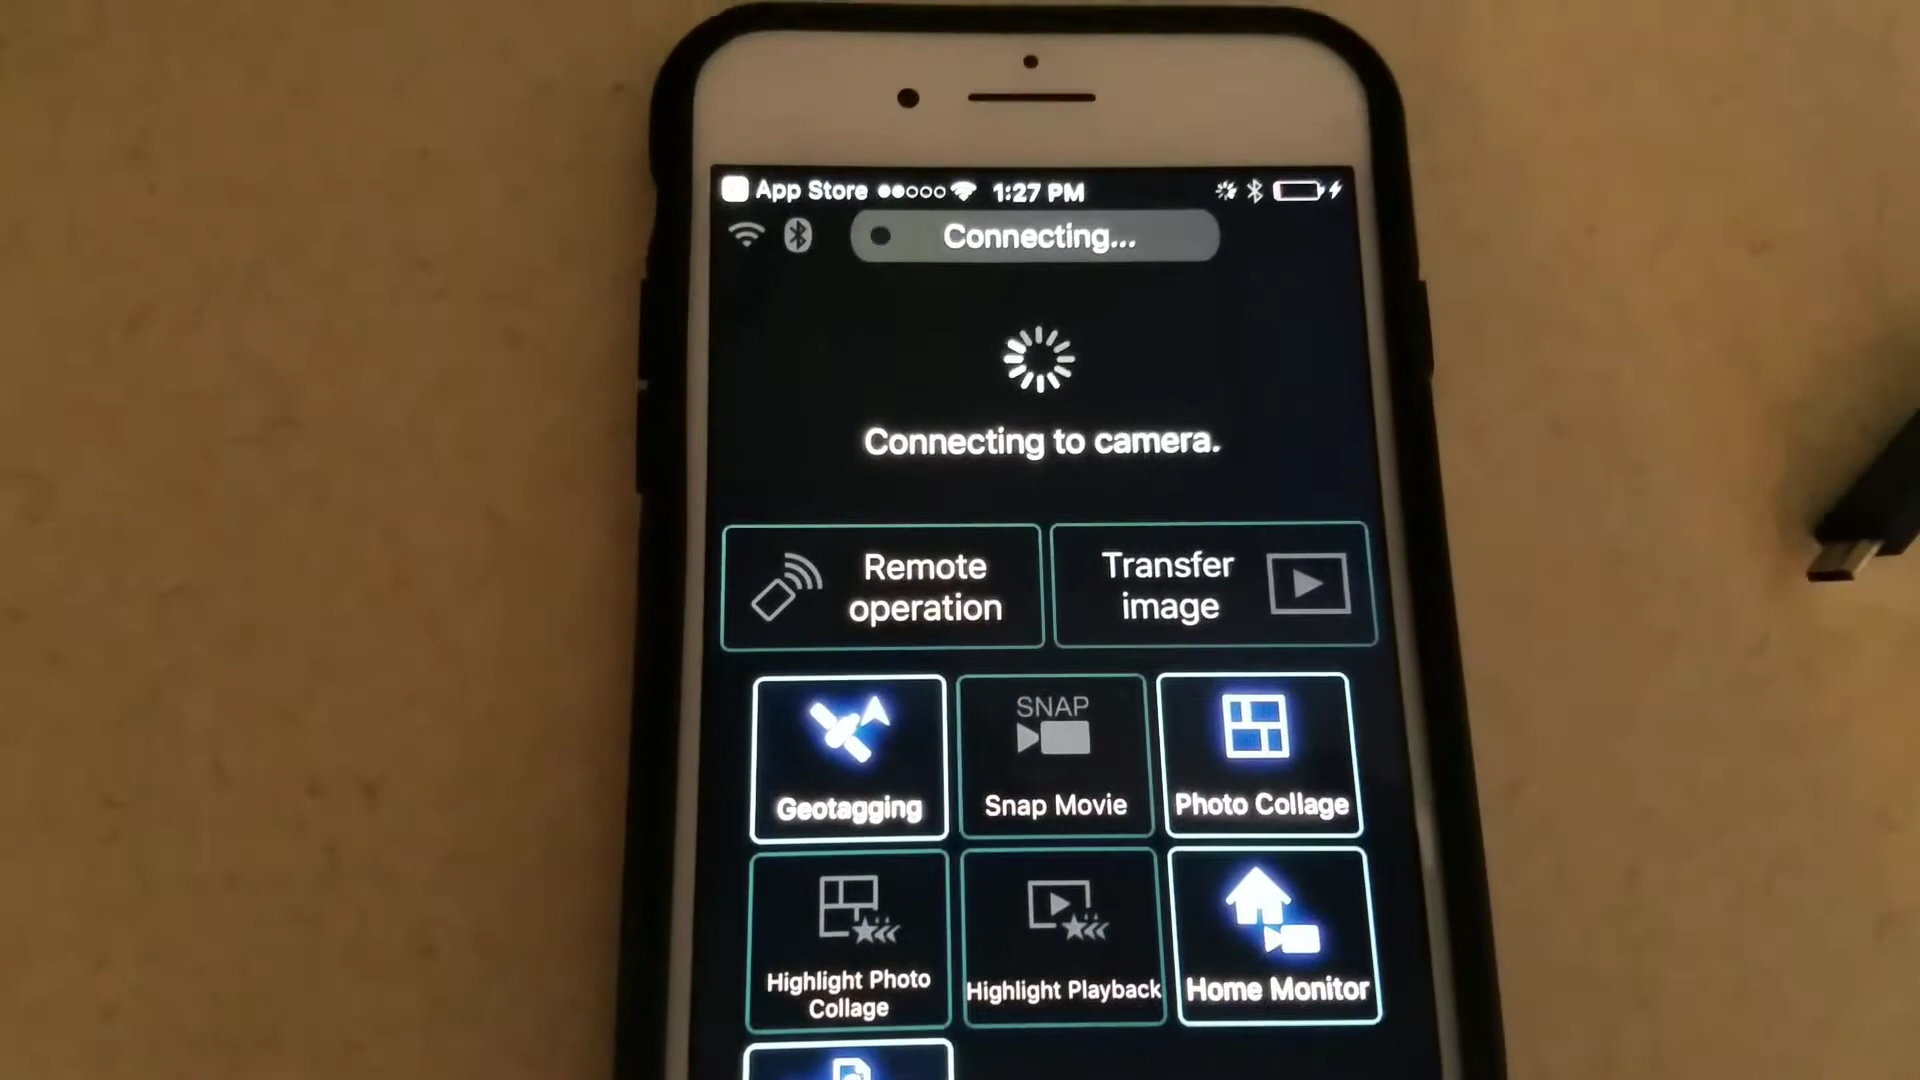 App Store 1:27 PM
Connecting...
Connecting to camera.
Remote
operation
Transfer
image
Geotagging
SNAP
Snap Movie
Photo Collage
Highlight Photo
Collage
Highlight Playback
Home Monitor